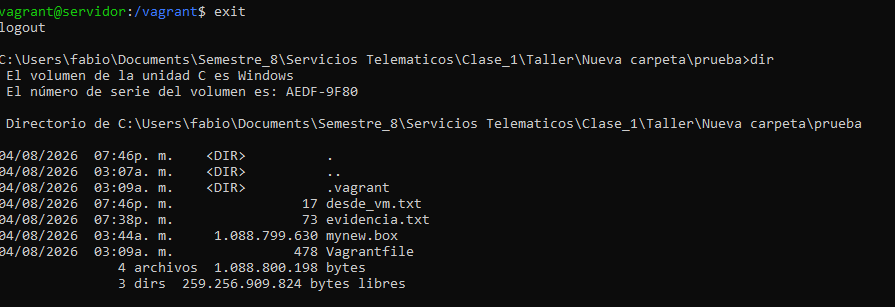 vagrant@servidor:/vagrant$ exit
logout
C:\Users\fabio\Documents\Semestre_8\Servicios Telematicos\Clase_1\Taller\Nueva carpeta\prueba>dir
El volumen de la unidad C es Windows
El número de serie del volumen es: AEDF-9F80
Directorio de C:\Users\fabio\Documents\Semestre_8\Servicios Telematicos\Clase_1\Taller\Nueva carpeta\prueba
04/08/2026  07:46p. m.    <DIR>          .
04/08/2026  03:07a. m.    <DIR>          ..
04/08/2026  03:09a. m.    <DIR>          .vagrant
04/08/2026  07:46p. m.                17 desde_vm.txt
04/08/2026  07:38p. m.                73 evidencia.txt
04/08/2026  03:44a. m.     1.088.799.630 mynew.box
04/08/2026  03:09a. m.               478 Vagrantfile
4 archivos  1.088.800.198 bytes
3 dirs  259.256.909.824 bytes libres